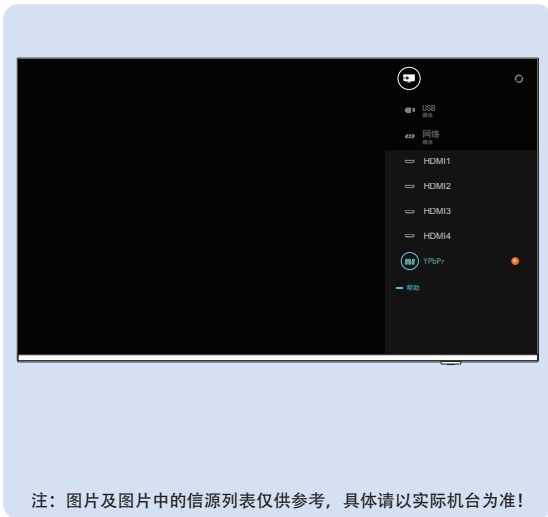 USB
媒体
网络
媒体
HDMI1
HDMI2
HDMI3
HDMI4
YPbPr
帮助
注：图片及图片中的信源列表仅供参考，具体请以实际机台为准！